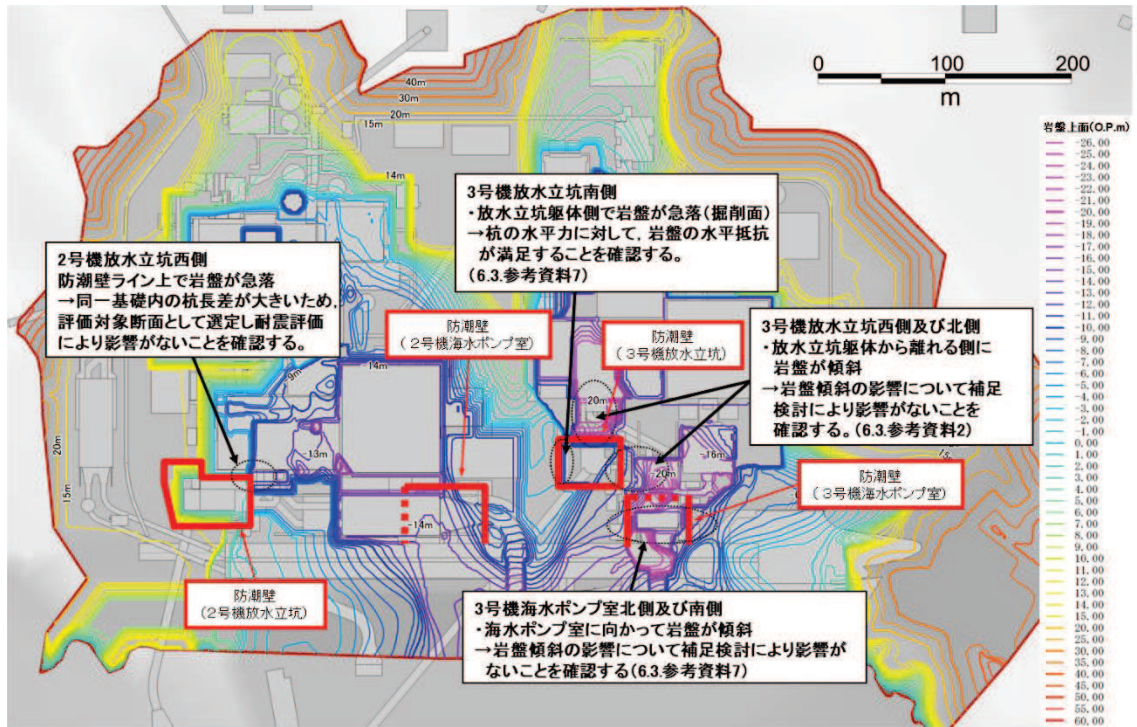 0 100 200
m
40m
30m
20m
15m
14m
14m
岩盤上面(O.P.m)
-26.00
-25.00
-24.00
-23.00
-22.00
-21.00
-20.00
-19.00
-18.00
-17.00
-16.00
-15.00
-14.00
-13.00
-12.00
-11.00
-10.00
-9.00
-8.00
-7.00
-6.00
-5.00
-4.00
-3.00
-2.00
-1.00
0.00
1.00
2.00
3.00
4.00
5.00
6.00
7.00
8.00
9.00
10.00
11.00
12.00
13.00
14.00
15.00
20.00
25.00
30.00
35.00
40.00
45.00
50.00
55.00
60.00
3号機放水立坑南側
・放水立坑躯体側で岩盤が急落(掘削面)
→杭の水平力に対して，岩盤の水平抵抗
が満足することを確認する。
(6.3.参考資料7)
2号機放水立坑西側
防潮壁ライン上で岩盤が急落
→同一基礎内の杭長差が大きいため，
評価対象断面として選定し耐震評価
により影響がないことを確認する。
防潮壁
(2号機海水ポンプ室)
防潮壁
(3号機放水立坑)
3号機放水立坑西側及び北側
・放水立坑躯体から離れる側に
岩盤が傾斜
→岩盤傾斜の影響について補足
検討により影響がないことを
確認する。(6.3.参考資料2)
-9m
-14m
-20m
-13m
-16m
-20m
15m
20m
15m
-14m
防潮壁
(3号機海水ポンプ室)
防潮壁
(2号機放水立坑)
3号機海水ポンプ室北側及び南側
・海水ポンプ室に向かって岩盤が傾斜
→岩盤傾斜の影響について補足検討により影響が
ないことを確認する(6.3.参考資料7)